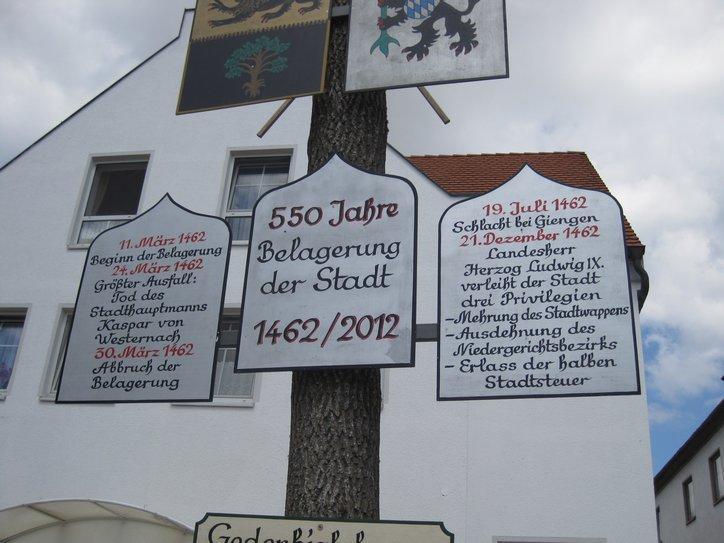 11. März 1462
Beginn der Belagerung
24. März 1462
Größter Ausfall:
Tod des
Stadthauptmanns
Kaspar von
Westernach
30. März 1462
Abbruch der
Belagerung
550 Jahre
Belagerung
der Stadt
1462/2012
19. Juli 1462
Schlacht bei Giengen
21. Dezember 1462
Landesherr
Herzog Ludwig IX.
verleiht der Stadt
drei Privilegien
-Mehrung des Stadtwappens
-Ausdehnung des
Niedergerichtsbezirks
- Erlass der halben
Stadtsteuer